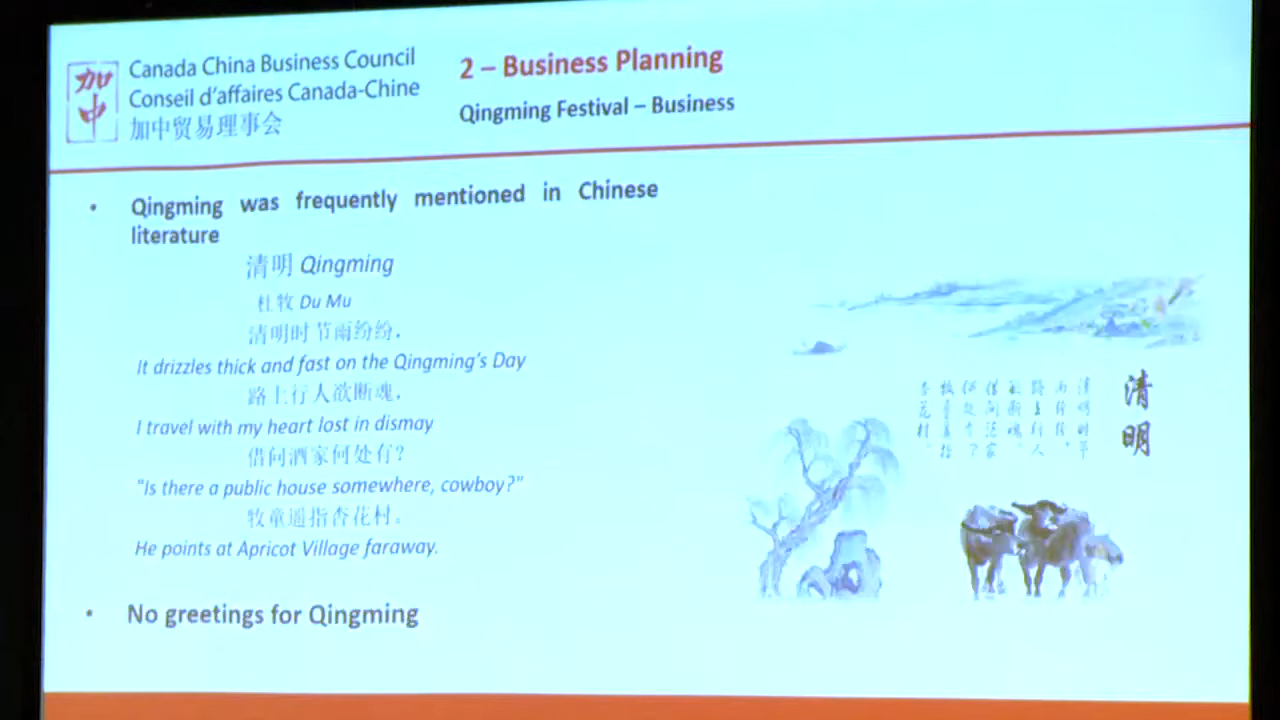 加中
Canada China Business Council
Conseil d'affaires Canada-Chine
加中贸易理事会
2 – Business Planning
Qingming Festival – Business
• Qingming was frequently mentioned in Chinese
literature
清明 Qingming
杜牧 Du Mu
清明时节雨纷纷，
It drizzles thick and fast on the Qingming's Day
路上行人欲断魂，
I travel with my heart lost in dismay
借问酒家何处有？
"Is there a public house somewhere, cowboy?"
牧童遥指杏花村。
He points at Apricot Village faraway.
• No greetings for Qingming
清明